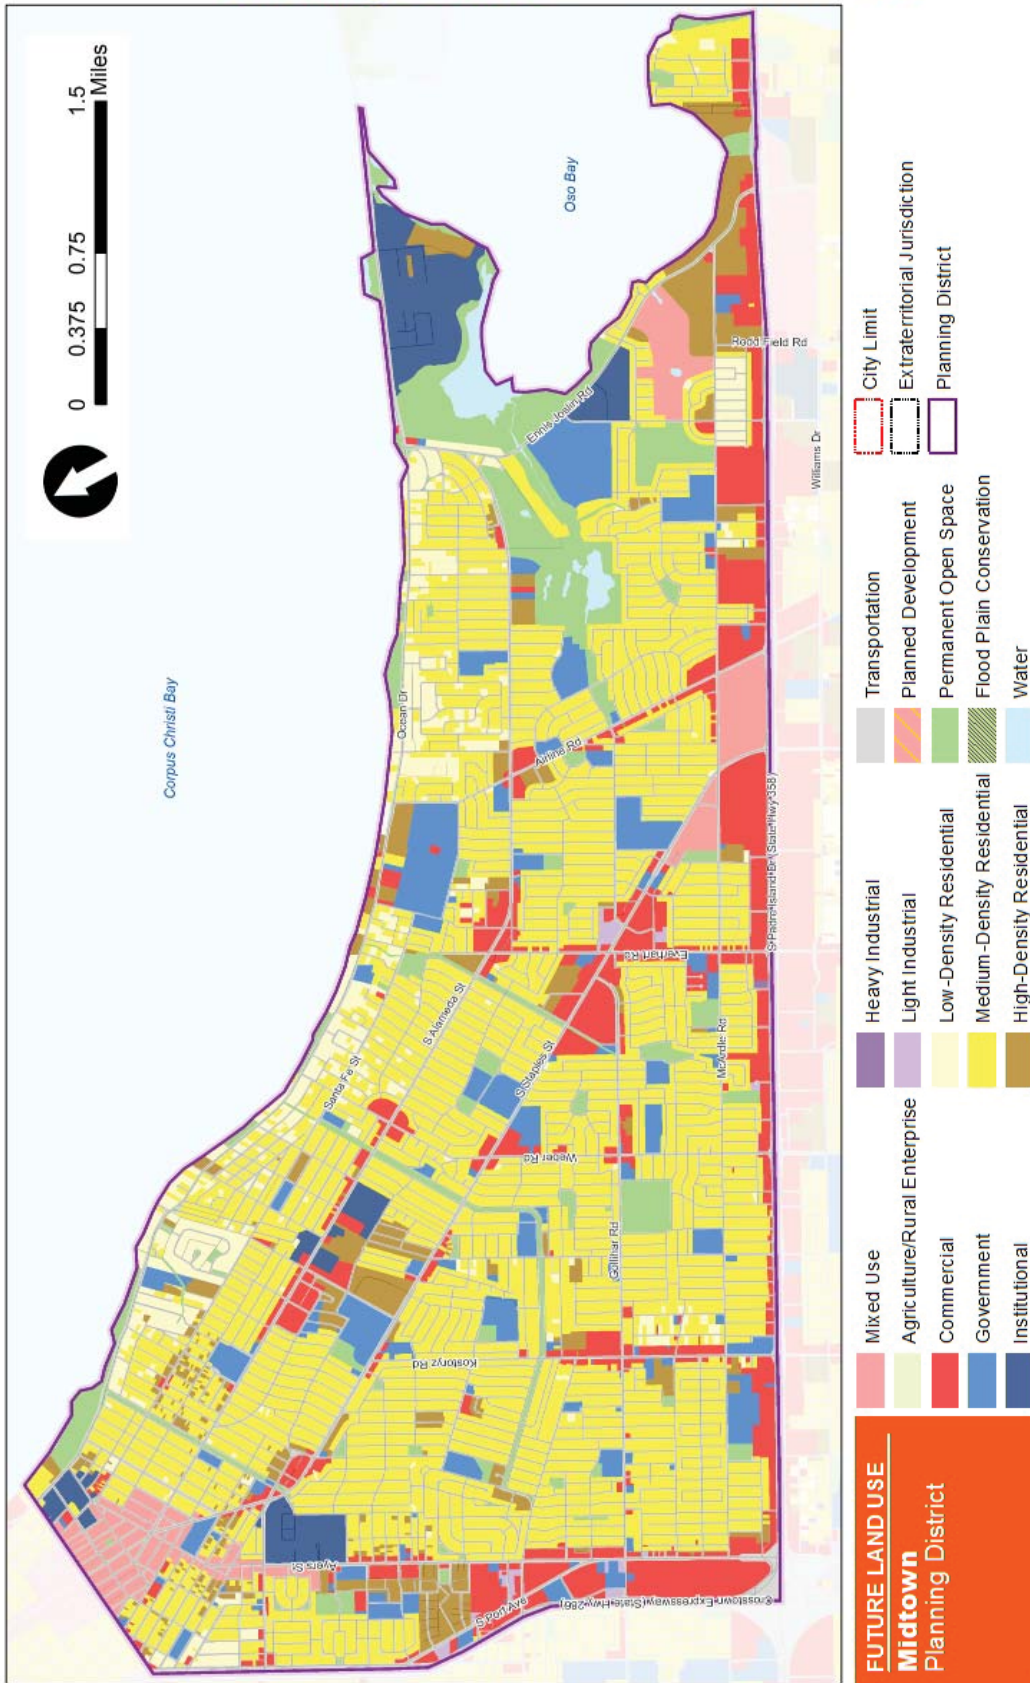 0 0.375 0.75 1.5
Miles
Corpus Christi Bay
Oso Bay
Ocean Dr
Ennis Joslin Rd
Rodd Field Rd
Williams Dr
Airline Rd
S Padre Island Dr (State Hwy 358)
Everhart Rd
S Alameda St
Santa Fe St
S Staples St
McArdle Rd
Weber Rd
Gollihar Rd
Kostoryz Rd
Ayers St
S Port Ave
Crosstown Expressway (State Hwy 286)
FUTURE LAND USE
Midtown
Planning District
Mixed Use
Agriculture/Rural Enterprise
Commercial
Government
Institutional
Heavy Industrial
Light Industrial
Low-Density Residential
Medium-Density Residential
High-Density Residential
Transportation
Planned Development
Permanent Open Space
Flood Plain Conservation
Water
City Limit
Extraterritorial Jurisdiction
Planning District